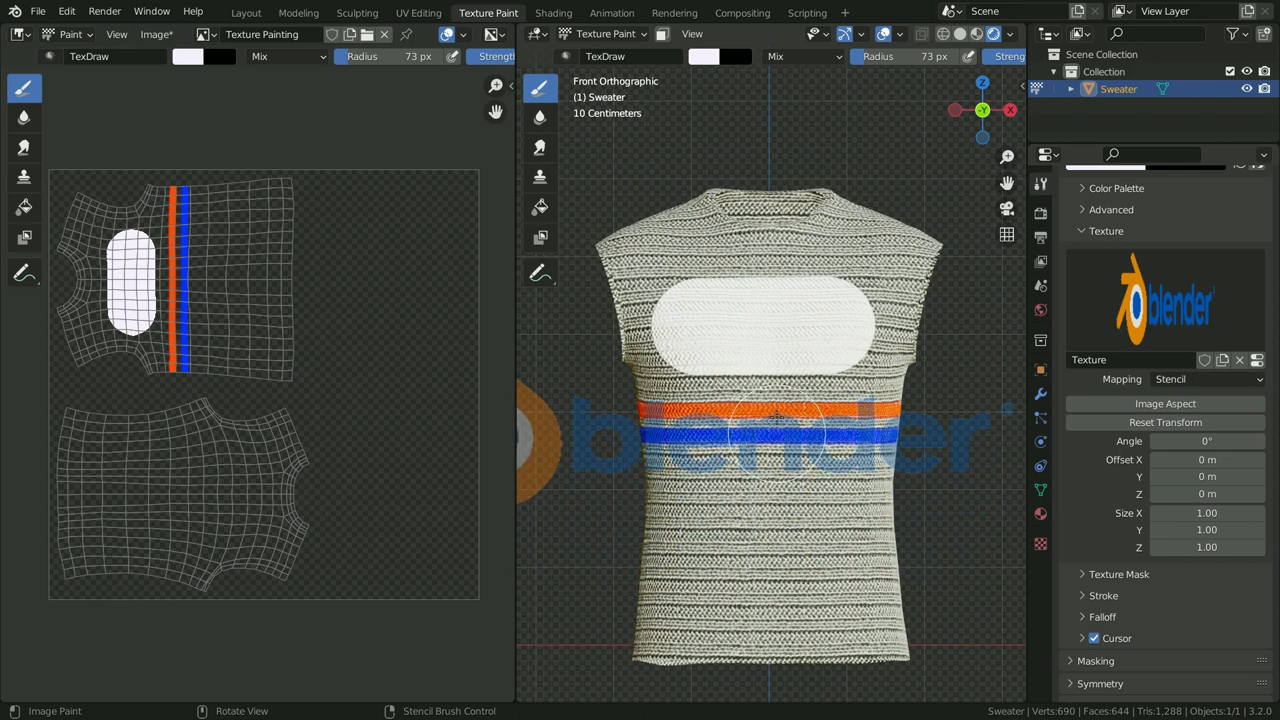 File Edit Render Window Help Layout Modeling Sculpting UV Editing Texture Paint Shading Animation Rendering Compositing Scripting Scene View Layer
Paint View Image* Texture Painting Texture Paint View
TexDraw Mix Radius 73 px Strengt TexDraw Mix Radius 73 px Streng
Front Orthographic
(1) Sweater
10 Centimeters
Z
-Y
X
blender
Scene Collection
Collection
Sweater
Color Palette
Advanced
Texture
blender
Texture
Mapping Stencil
Image Aspect
Reset Transform
Angle 0°
Offset X 0 m
Y 0 m
Z 0 m
Size X 1.00
Y 1.00
Z 1.00
Texture Mask
Stroke
Falloff
Cursor
Masking
Symmetry
Image Paint Rotate View Stencil Brush Control Sweater | Verts:690 | Faces:644 | Tris:1,288 | Objects:1/1 | 3.2.0